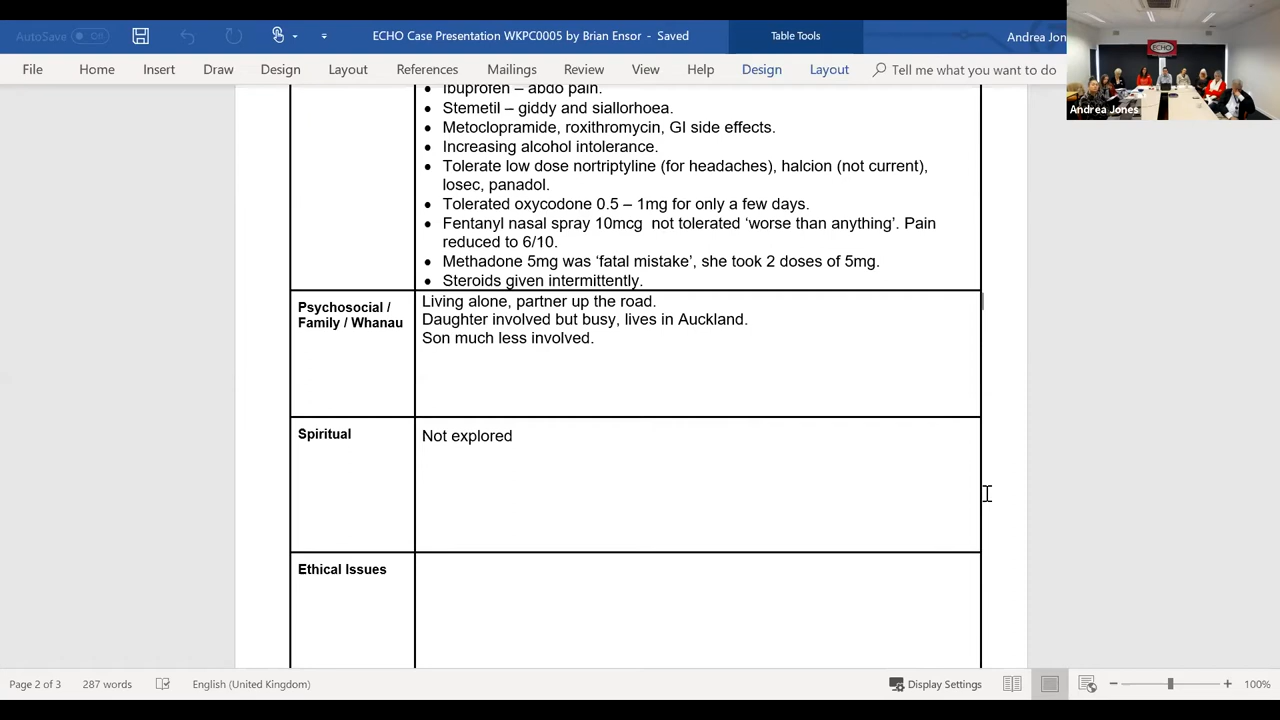 AutoSave Off
ECHO Case Presentation WKPC0005 by Brian Ensor - Saved
Table Tools
Andrea Jon
File Home Insert Draw Design Layout References Mailings Review View Help Design Layout Tell me what you want to do
ECHO
Andrea Jones
Ibuprofen – abdo pain.
Stemetil – giddy and siallorhoea.
Metoclopramide, roxithromycin, GI side effects.
Increasing alcohol intolerance.
Tolerate low dose nortriptyline (for headaches), halcion (not current),
losec, panadol.
Tolerated oxycodone 0.5 – 1mg for only a few days.
Fentanyl nasal spray 10mcg not tolerated ‘worse than anything’. Pain
reduced to 6/10.
Methadone 5mg was ‘fatal mistake’, she took 2 doses of 5mg.
Steroids given intermittently.
Psychosocial /
Family / Whanau
Living alone, partner up the road.
Daughter involved but busy, lives in Auckland.
Son much less involved.
Spiritual
Not explored
Ethical Issues
Page 2 of 3 287 words English (United Kingdom) Display Settings 100%